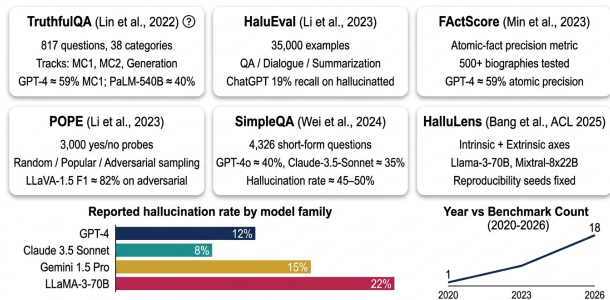 TruthfulQA (Lin et al., 2022) ?
817 questions, 38 categories
Tracks: MC1, MC2, Generation
GPT-4 ≈ 59% MC1; PaLM-540B ≈ 40%
HaluEval (Li et al., 2023)
35,000 examples
QA / Dialogue / Summarization
ChatGPT 19% recall on hallucinatted
FActScore (Min et al., 2023)
Atomic-fact precision metric
500+ biographies tested
GPT-4 ≈ 59% atomic precision
POPE (Li et al., 2023)
3,000 yes/no probes
Random / Popular / Adversarial sampling
LLaVA-1.5 F1 ≈ 82% on adversarial
SimpleQA (Wei et al., 2024)
4,326 short-form questions
GPT-4o ≈ 40%, Claude-3.5-Sonnet ≈ 35%
Hallucination rate ≈ 45–50%
HalluLens (Bang et al., ACL 2025)
Intrinsic + Extrinsic axes
Llama-3-70B, Mixtral-8x22B
Reproducibility seeds fixed
Reported hallucination rate by model family
GPT-4 12%
Claude 3.5 Sonnet 8%
Gemini 1.5 Pro 15%
LLaMA-3-70B 22%
Year vs Benchmark Count
(2020-2026)
18
1
2020 2023 2026